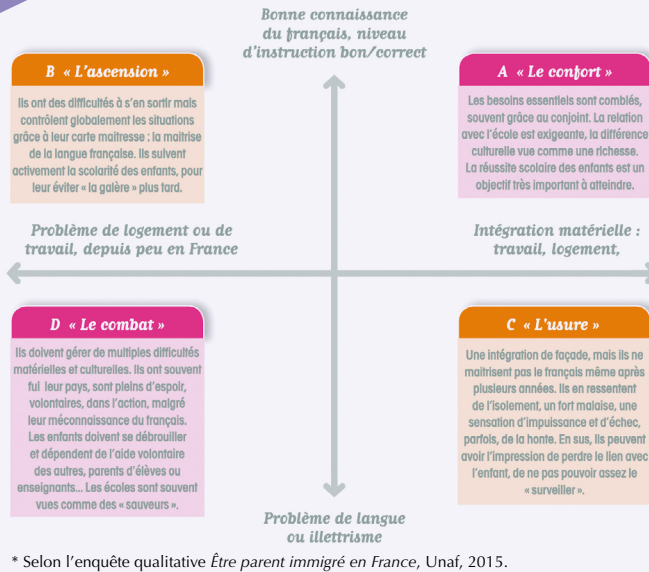 Bonne connaissance
du français, niveau
d'instruction bon/correct
B « L'ascension »
Ils ont des difficultés à s'en sortir mais
contrôlent globalement les situations
grâce à leur carte maitresse : la maitrise
de la langue française. Ils suivent
activement la scolarité des enfants, pour
leur éviter « la galère » plus tard.
A « Le confort »
Les besoins essentiels sont comblés,
souvent grâce au conjoint. La relation
avec l'école est exigeante, la différence
culturelle vue comme une richesse.
La réussite scolaire des enfants est un
objectif très important à atteindre.
Problème de logement ou de
travail, depuis peu en France
Intégration matérielle :
travail, logement,
D « Le combat »
Ils doivent gérer de multiples difficultés
matérielles et culturelles. Ils ont souvent
fui leur pays, sont pleins d'espoir,
volontaires, dans l'action, malgré
leur méconnaissance du français.
Les enfants doivent se débrouiller
et dépendent de l'aide volontaire
des autres, parents d'élèves ou
enseignants... Les écoles sont souvent
vues comme des « sauveurs ».
C « L'usure »
Une intégration de façade, mais ils ne
maitrisent pas le français même après
plusieurs années. Ils en ressentent
de l'isolement, un fort malaise, une
sensation d'impuissance et d'échec,
parfois, de la honte. En sus, ils peuvent
avoir l'impression de perdre le lien avec
l'enfant, de ne pas pouvoir assez le
« surveiller ».
Problème de langue
ou illettrisme
* Selon l'enquête qualitative Être parent immigré en France, Unaf, 2015.